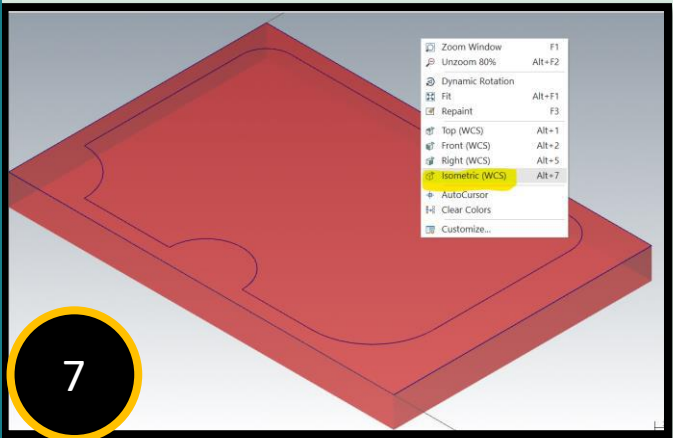 Zoom Window F1
Unzoom 80% Alt+F2
Dynamic Rotation
Fit Alt+F1
Repaint F3
Top (WCS) Alt+1
Front (WCS) Alt+2
Right (WCS) Alt+5
Isometric (WCS) Alt+7
AutoCursor
Clear Colors
Customize...
7